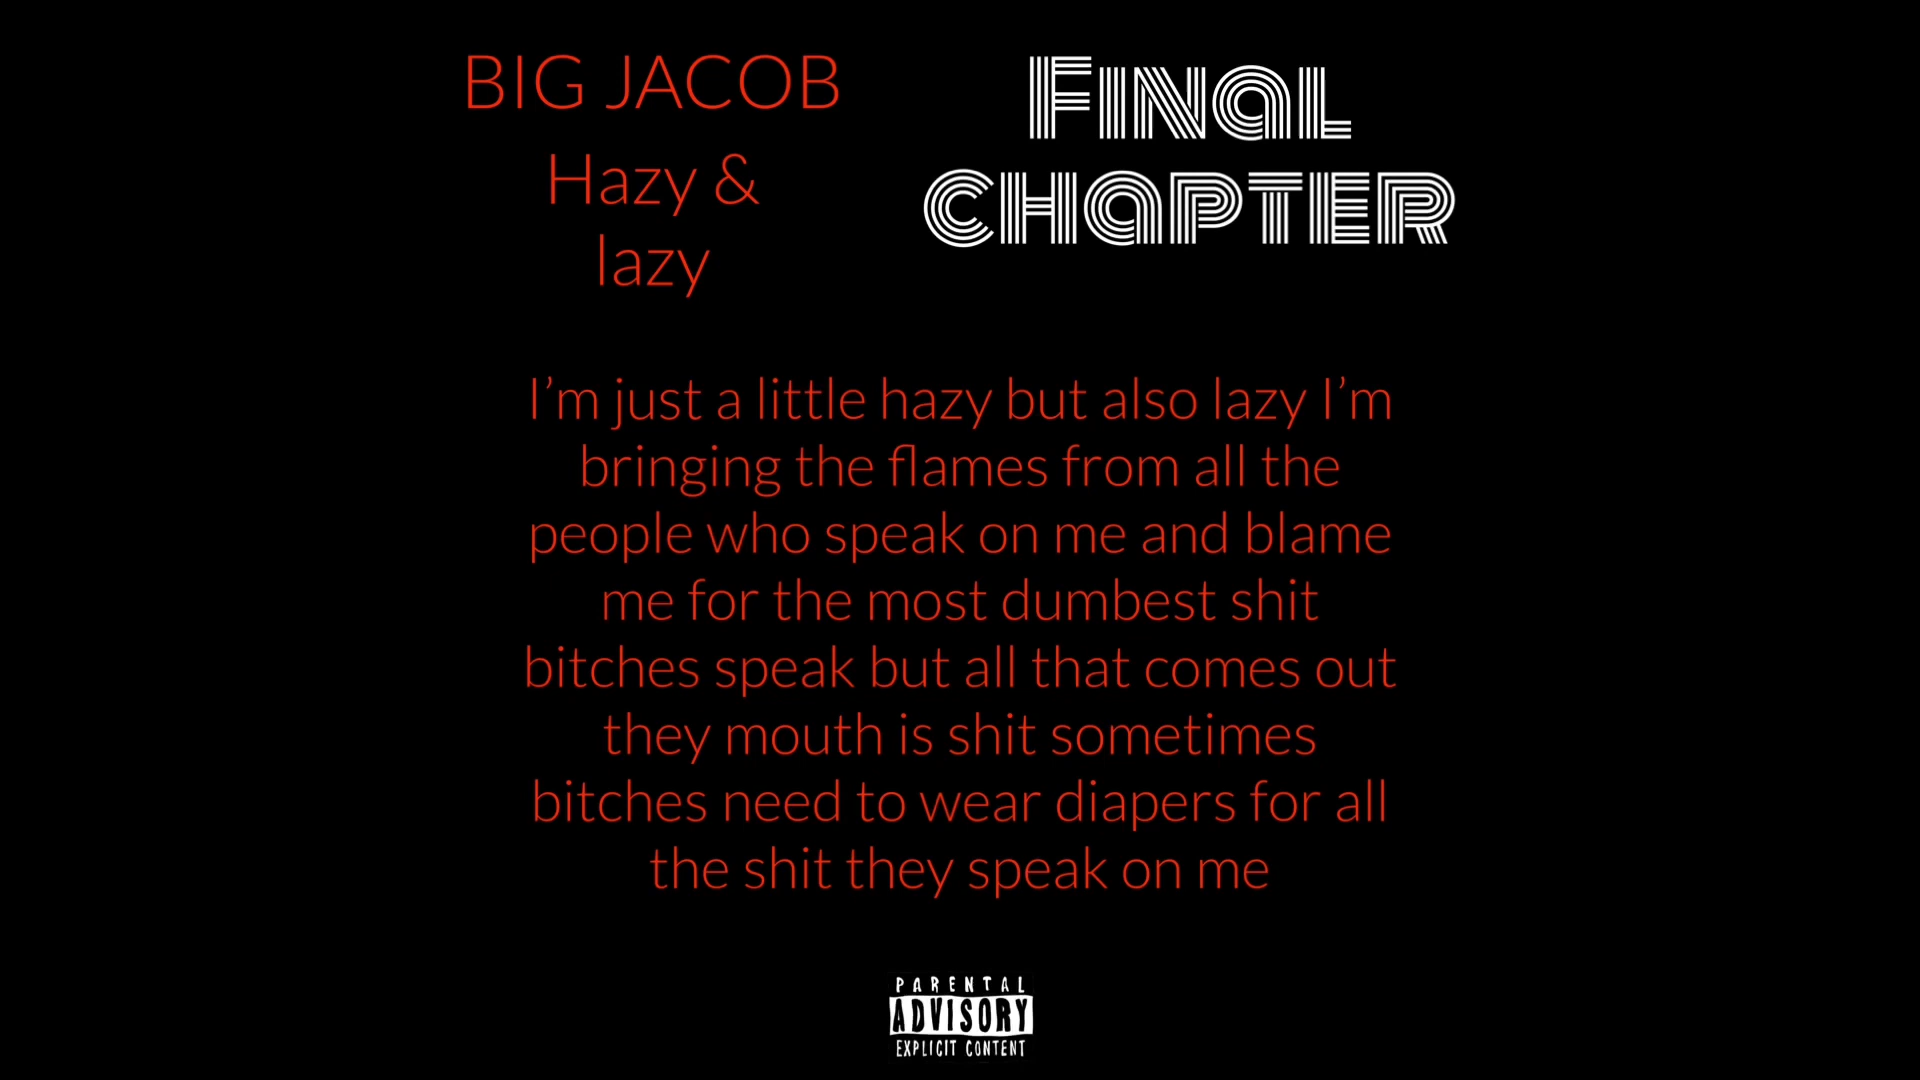 BIG JACOB
Hazy &
lazy
FINaL
CHaPTER
I’m just a little hazy but also lazy I’m
bringing the flames from all the
people who speak on me and blame
me for the most dumbest shit
bitches speak but all that comes out
they mouth is shit sometimes
bitches need to wear diapers for all
the shit they speak on me
PARENTAL
ADVISORY
EXPLICIT CONTENT